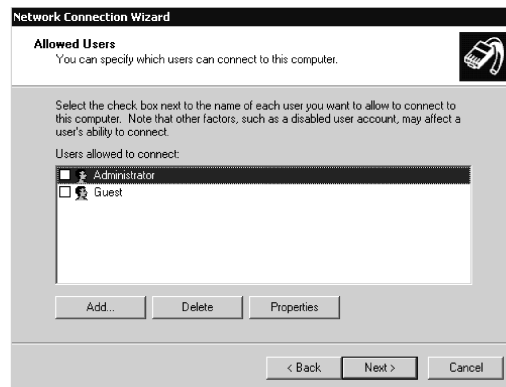 Network Connection Wizard
Allowed Users
You can specify which users can connect to this computer.
Select the check box next to the name of each user you want to allow to connect to
this computer. Note that other factors, such as a disabled user account, may affect a
user's ability to connect.
Users allowed to connect:
Administrator
Guest
Add...
Delete
Properties
< Back
Next >
Cancel